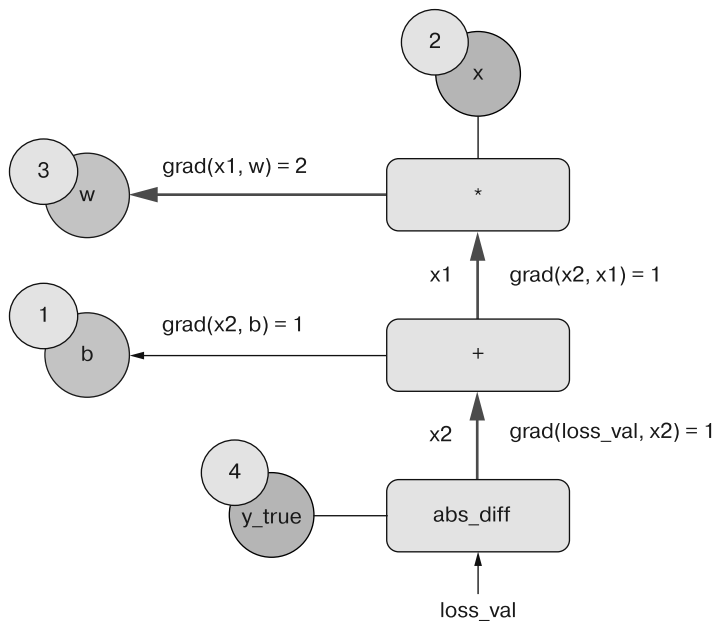 2
x
3
w
grad(x1, w) = 2
*
x1
grad(x2, x1) = 1
1
b
grad(x2, b) = 1
+
x2
grad(loss_val, x2) = 1
4
y_true
abs_diff
loss_val